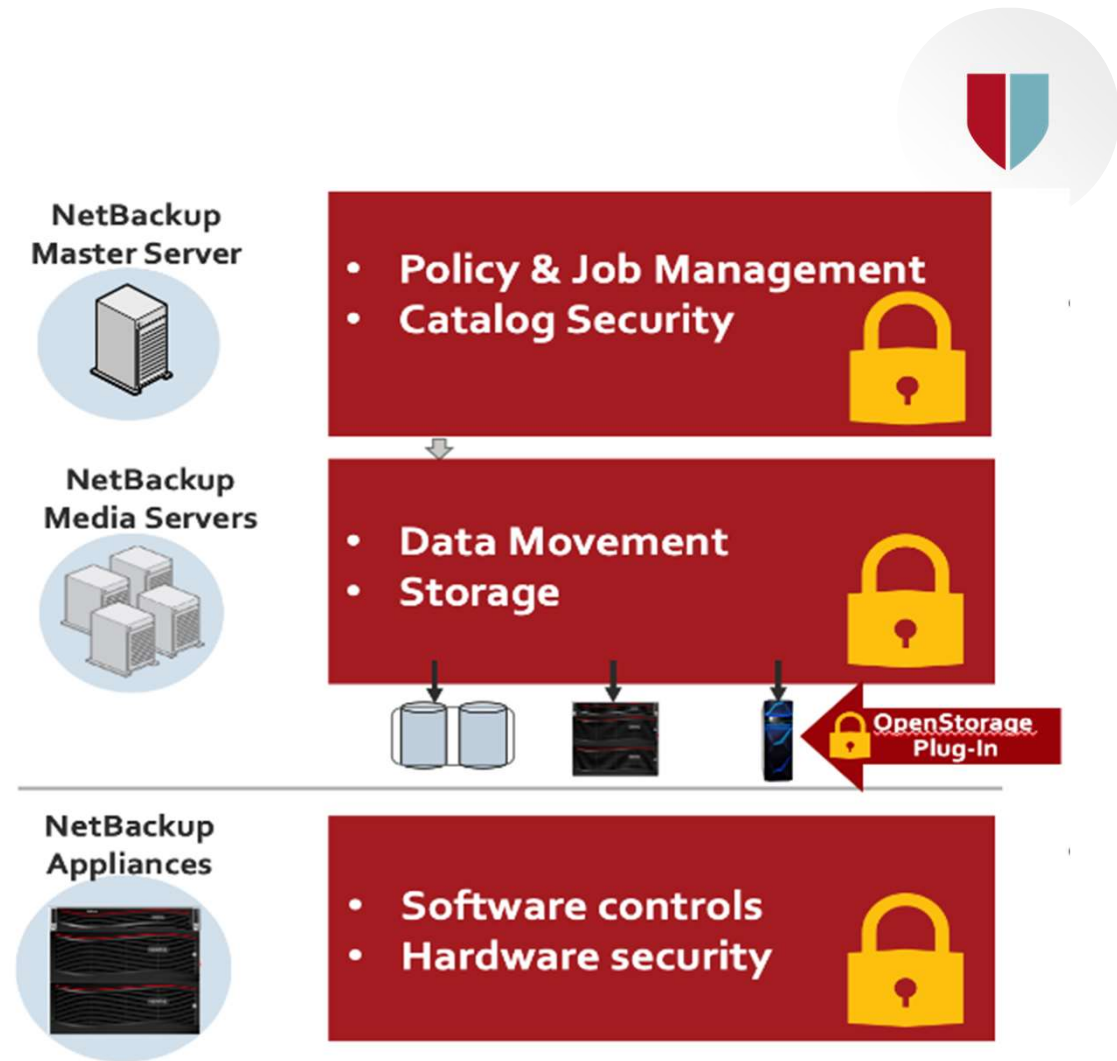 NetBackup
Master Server
• Policy & Job Management
• Catalog Security
NetBackup
Media Servers
• Data Movement
• Storage
OpenStorage
Plug-In
NetBackup
Appliances
• Software controls
• Hardware security